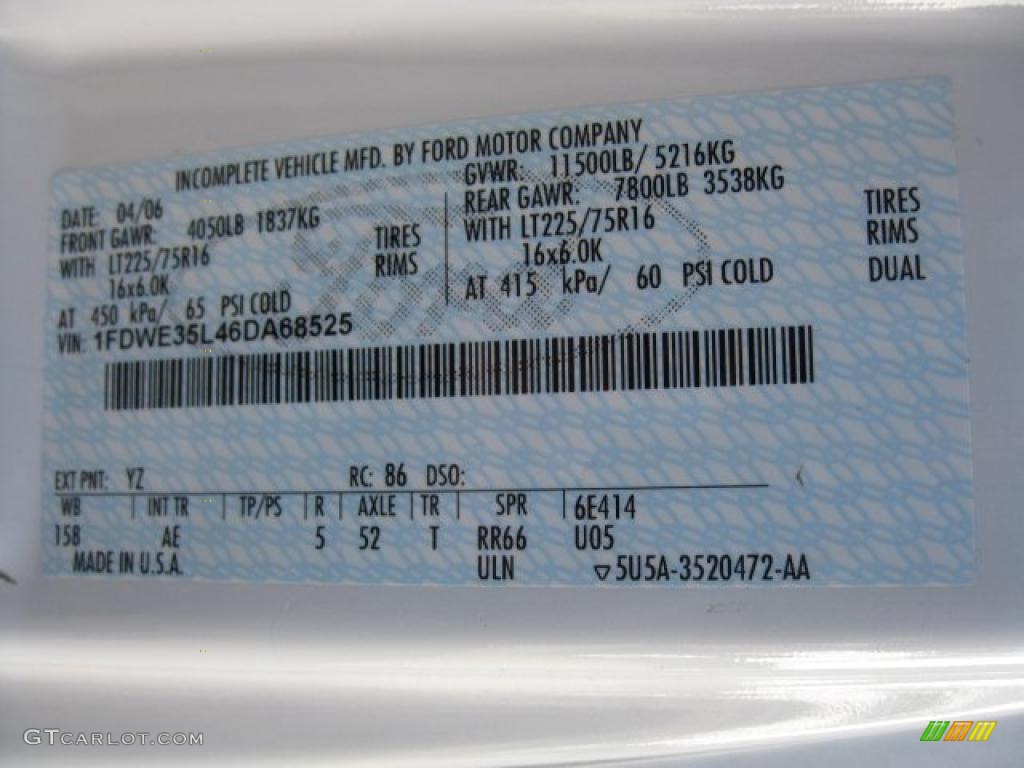 INCOMPLETE VEHICLE MFD. BY FORD MOTOR COMPANY
DATE: 04/06
GVWR: 11500LB/ 5216KG
FRONT GAWR: 4050LB 1837KG
REAR GAWR: 7800LB 3538KG
WITH LT225/75R16 TIRES
WITH LT225/75R16 TIRES
16x6.0K RIMS
16x6.0K RIMS
AT 450 kPa/ 65 PSI COLD
AT 415 kPa/ 60 PSI COLD DUAL
VIN: 1FDWE35L46DA68525
EXT PNT: YZ RC: 86 DSO:
WB INT TR TP/PS R AXLE TR SPR 6E414
158 AE 5 52 T RR66 U05
MADE IN U.S.A. ULN ▽5U5A-3520472-AA
GTCARLOT.COM